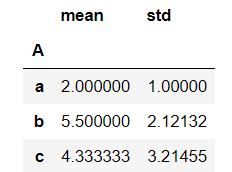 mean std
A
a 2.000000 1.00000
b 5.500000 2.12132
c 4.333333 3.21455